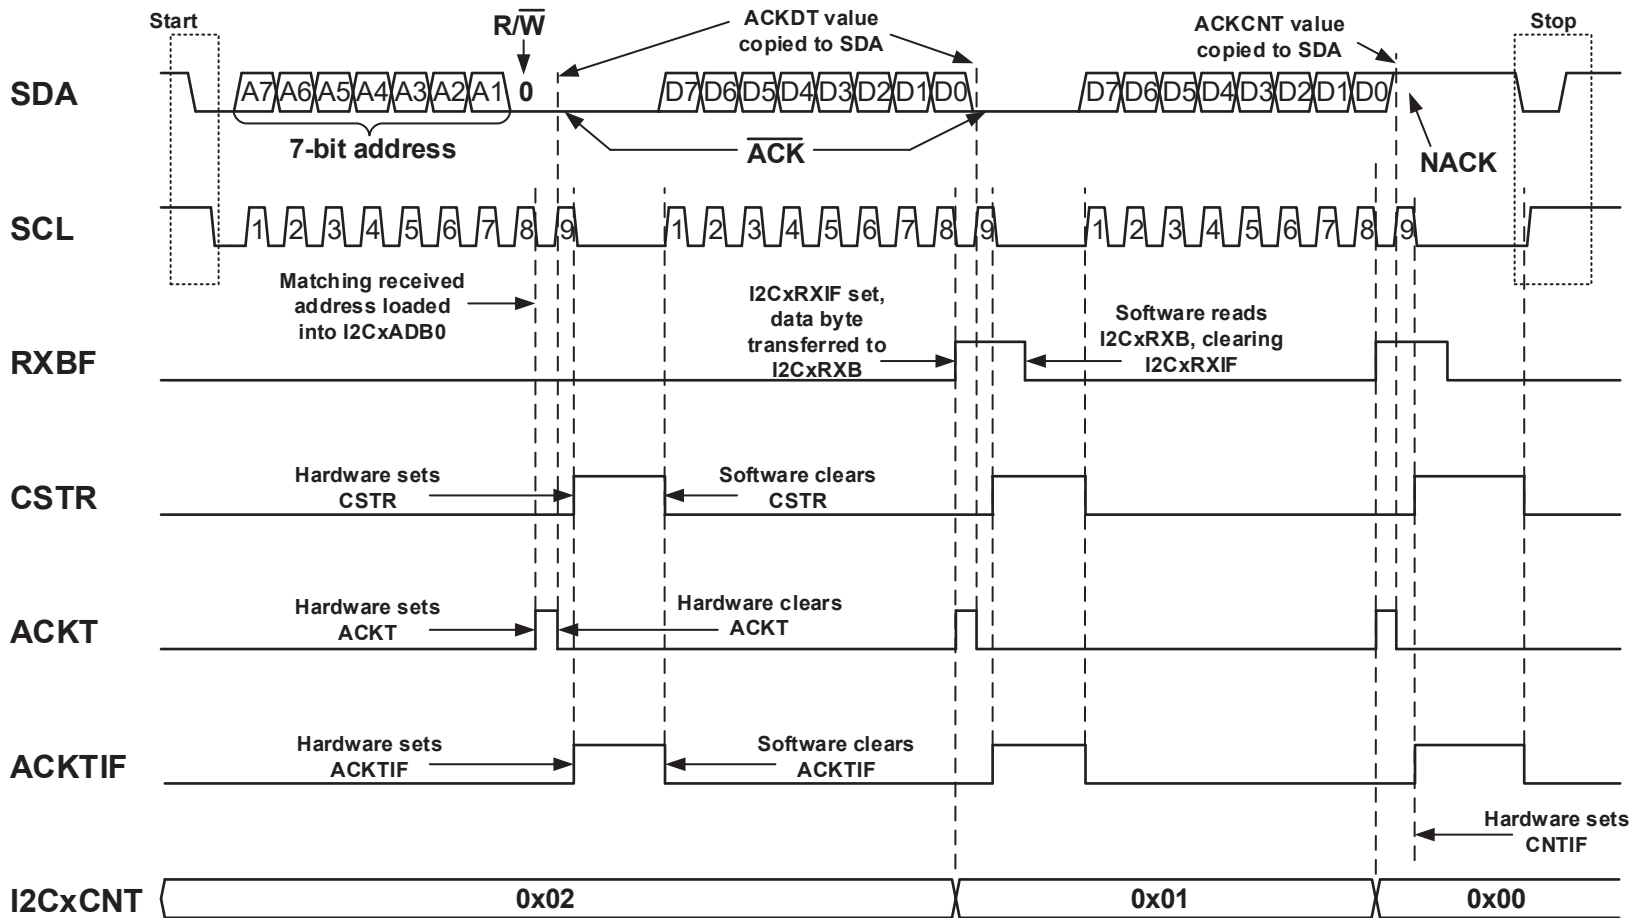 Start
R/W
ACKDT value
copied to SDA
ACKCNT value
copied to SDA
Stop
SDA
A7 A6 A5 A4 A3 A2 A1 0
D7 D6 D5 D4 D3 D2 D1 D0
D7 D6 D5 D4 D3 D2 D1 D0
7-bit address
ACK
NACK
SCL
1 2 3 4 5 6 7 8 9
1 2 3 4 5 6 7 8 9
1 2 3 4 5 6 7 8 9
Matching received
address loaded
into I2CxADB0
I2CxRXIF set,
data byte
transferred to
I2CxRXB
Software reads
I2CxRXB, clearing
I2CxRXIF
RXBF
CSTR
Hardware sets
CSTR
Software clears
CSTR
ACKT
Hardware sets
ACKT
Hardware clears
ACKT
ACKTIF
Hardware sets
ACKTIF
Software clears
ACKTIF
Hardware sets
CNTIF
I2CxCNT
0x02
0x01
0x00